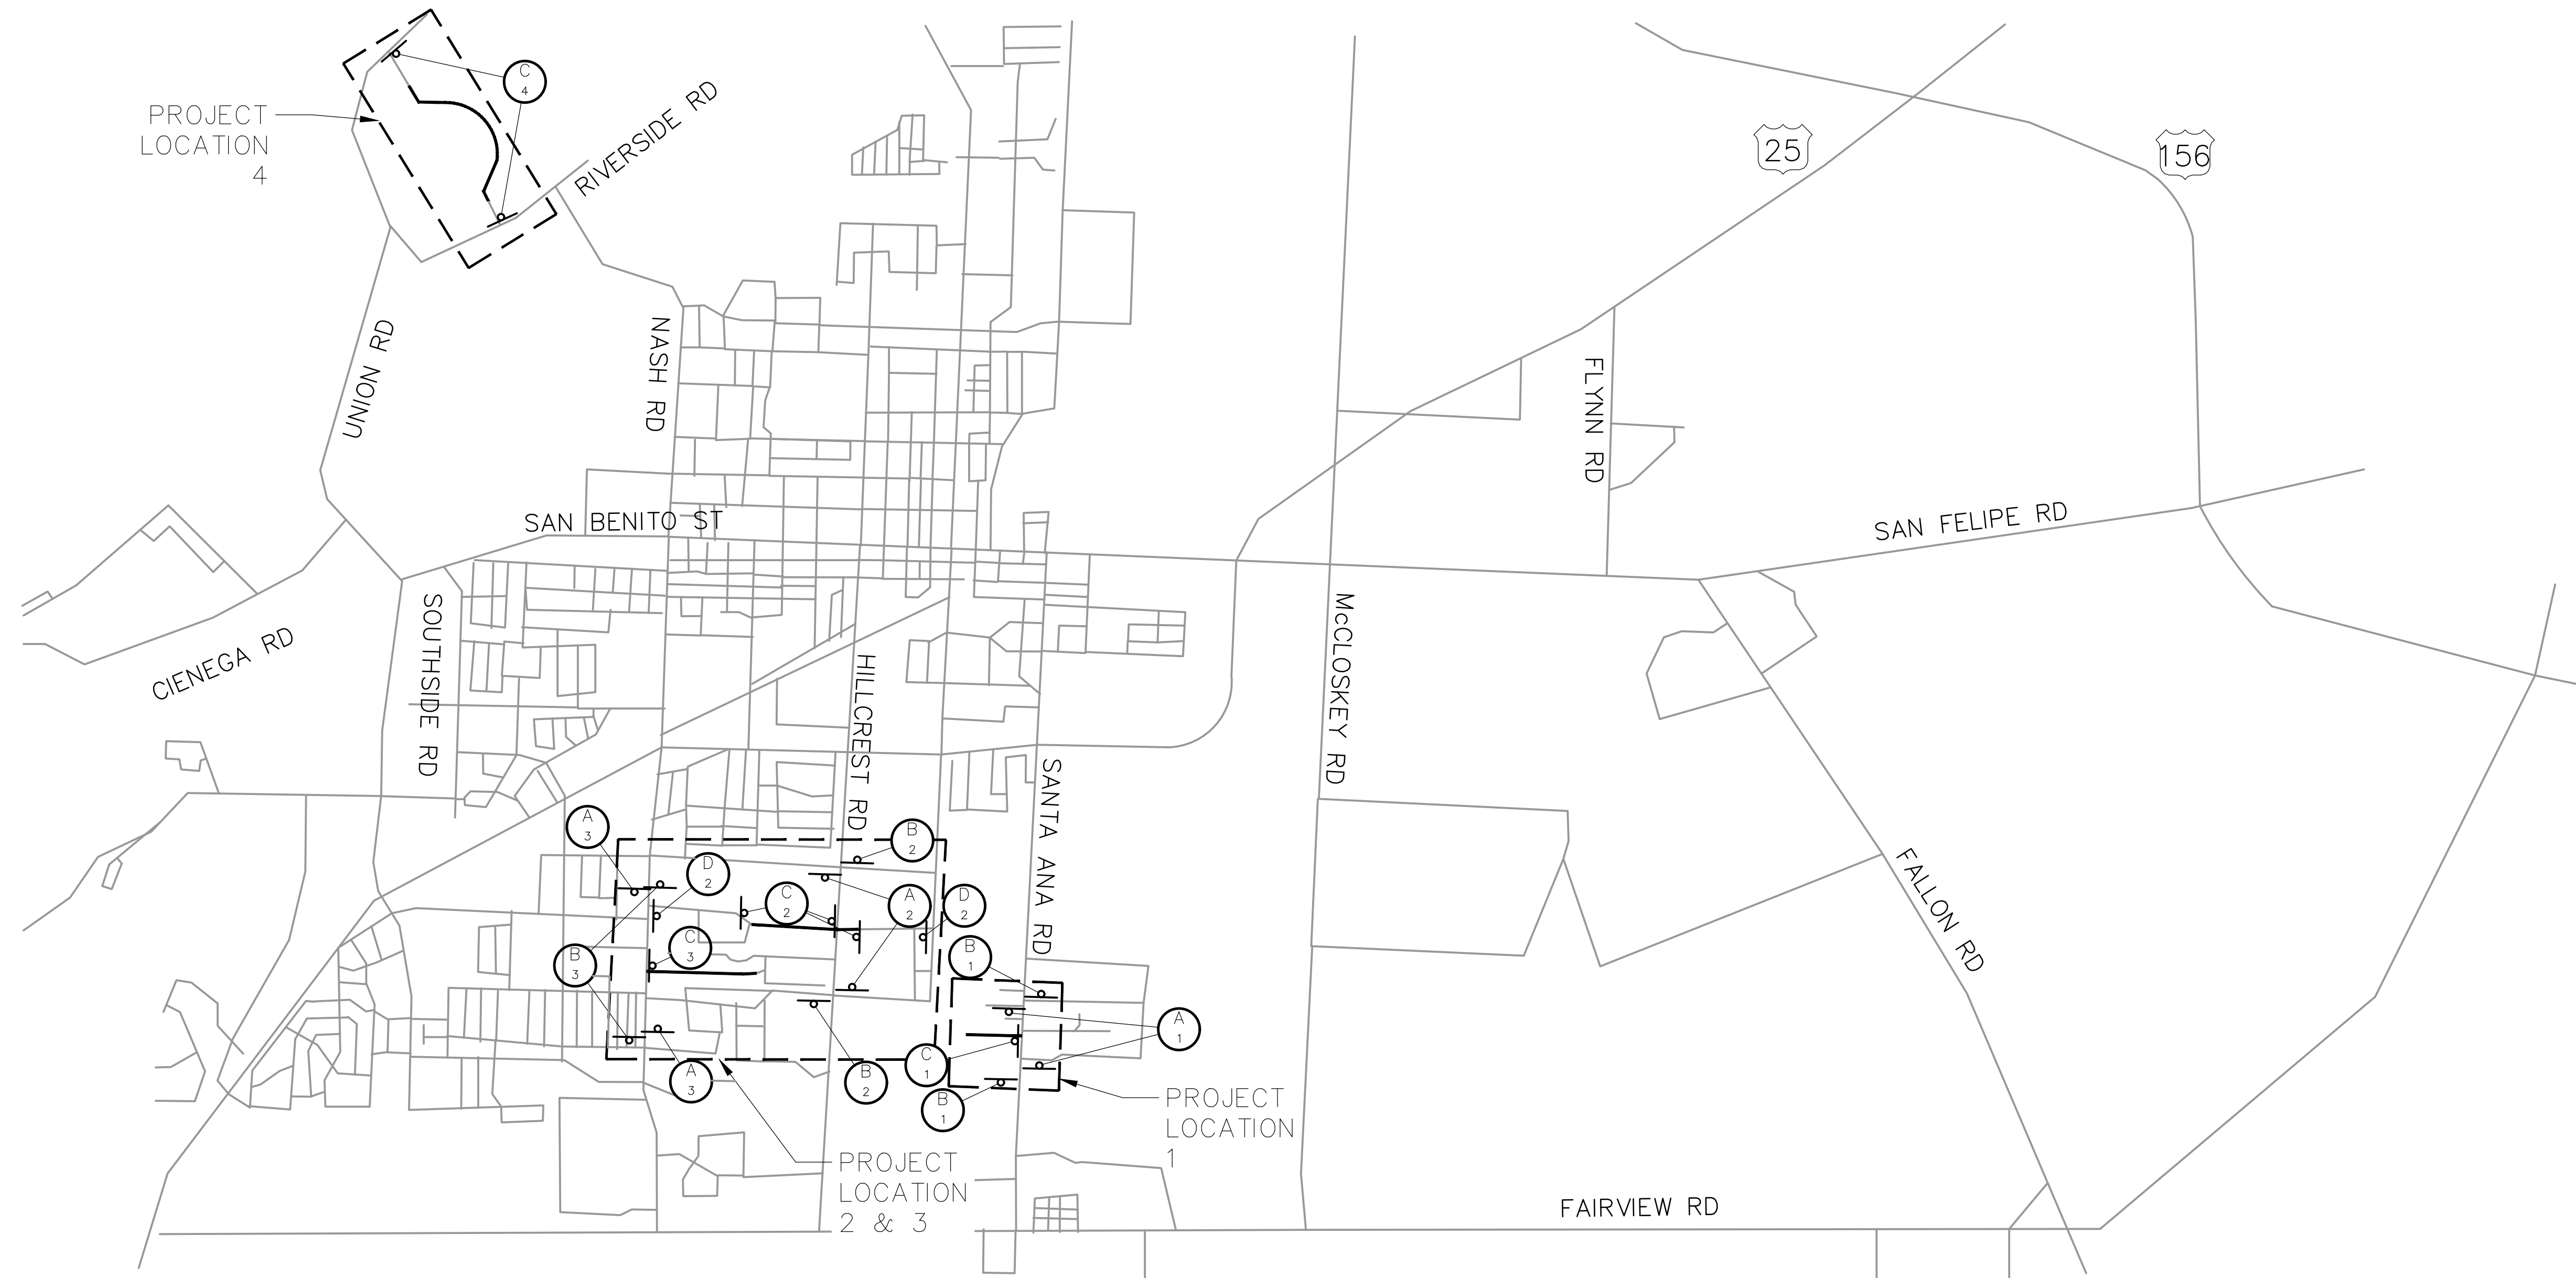 C
4
PROJECT
LOCATION
4
RIVERSIDE RD
25
156
UNION RD
NASH RD
FLYNN RD
SAN BENITO ST
SAN FELIPE RD
CIENEGA RD
SOUTHSIDE RD
HILLCREST RD
McCLOSKEY RD
SANTA ANA RD
FALLON RD
A
3
B
2
D
2
C
2
A
2
D
2
C
3
B
3
B
1
A
1
C
1
A
3
B
2
B
1
PROJECT
LOCATION
1
PROJECT
LOCATION
2 & 3
FAIRVIEW RD